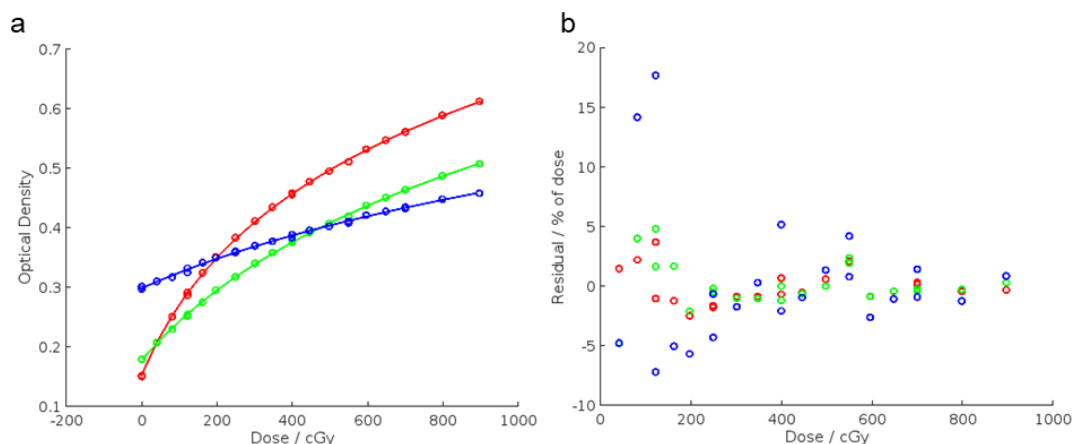 a
0.7
0.6
0.5
0.4
0.3
0.2
0.1
Optical Density
-200 0 200 400 600 800 1000
Dose / cGy
b
20
15
10
5
0
-5
-10
Residual / % of dose
0 200 400 600 800 1000
Dose / cGy